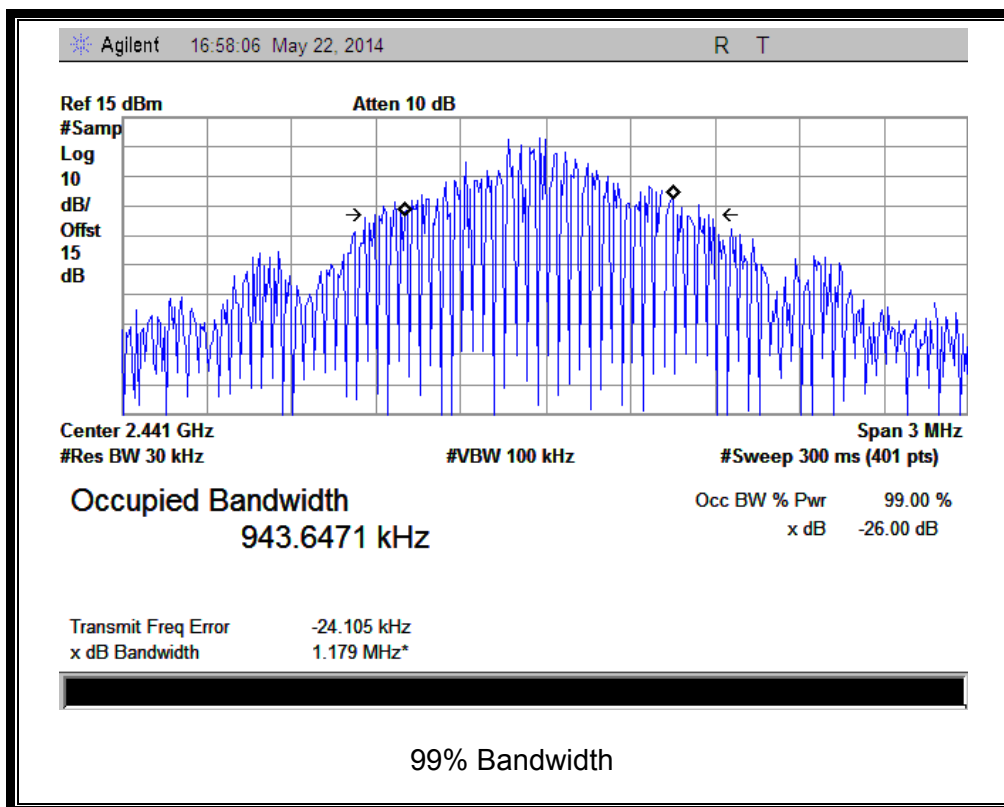 Agilent 16:58:06 May 22, 2014 R T
Ref 15 dBm Atten 10 dB
#Samp
Log
10
dB/
Offst
15
dB
Center 2.441 GHz Span 3 MHz
#Res BW 30 kHz #VBW 100 kHz #Sweep 300 ms (401 pts)
Occupied Bandwidth Occ BW % Pwr 99.00 %
943.6471 kHz x dB -26.00 dB
Transmit Freq Error -24.105 kHz
x dB Bandwidth 1.179 MHz*
99% Bandwidth